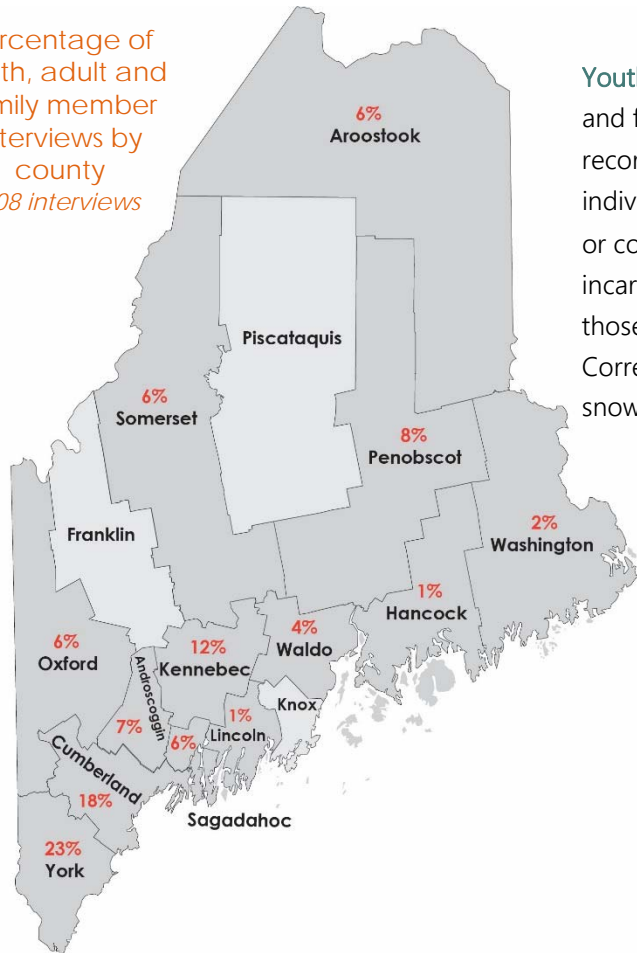 rcentage of
th, adult and
mily member
terviews by
county
08 interviews
Yout
and f
recor
indiv
or co
incar
those
Corre
snow
6%
Aroostook
Piscataquis
6%
Somerset
8%
Penobscot
Franklin
2%
Washington
1%
Hancock
6%
Oxford
12%
Kennebec
4%
Waldo
Androscoggin
7%
6%
1%
Lincoln
Knox
Cumberland
18%
Sagadahoc
23%
York